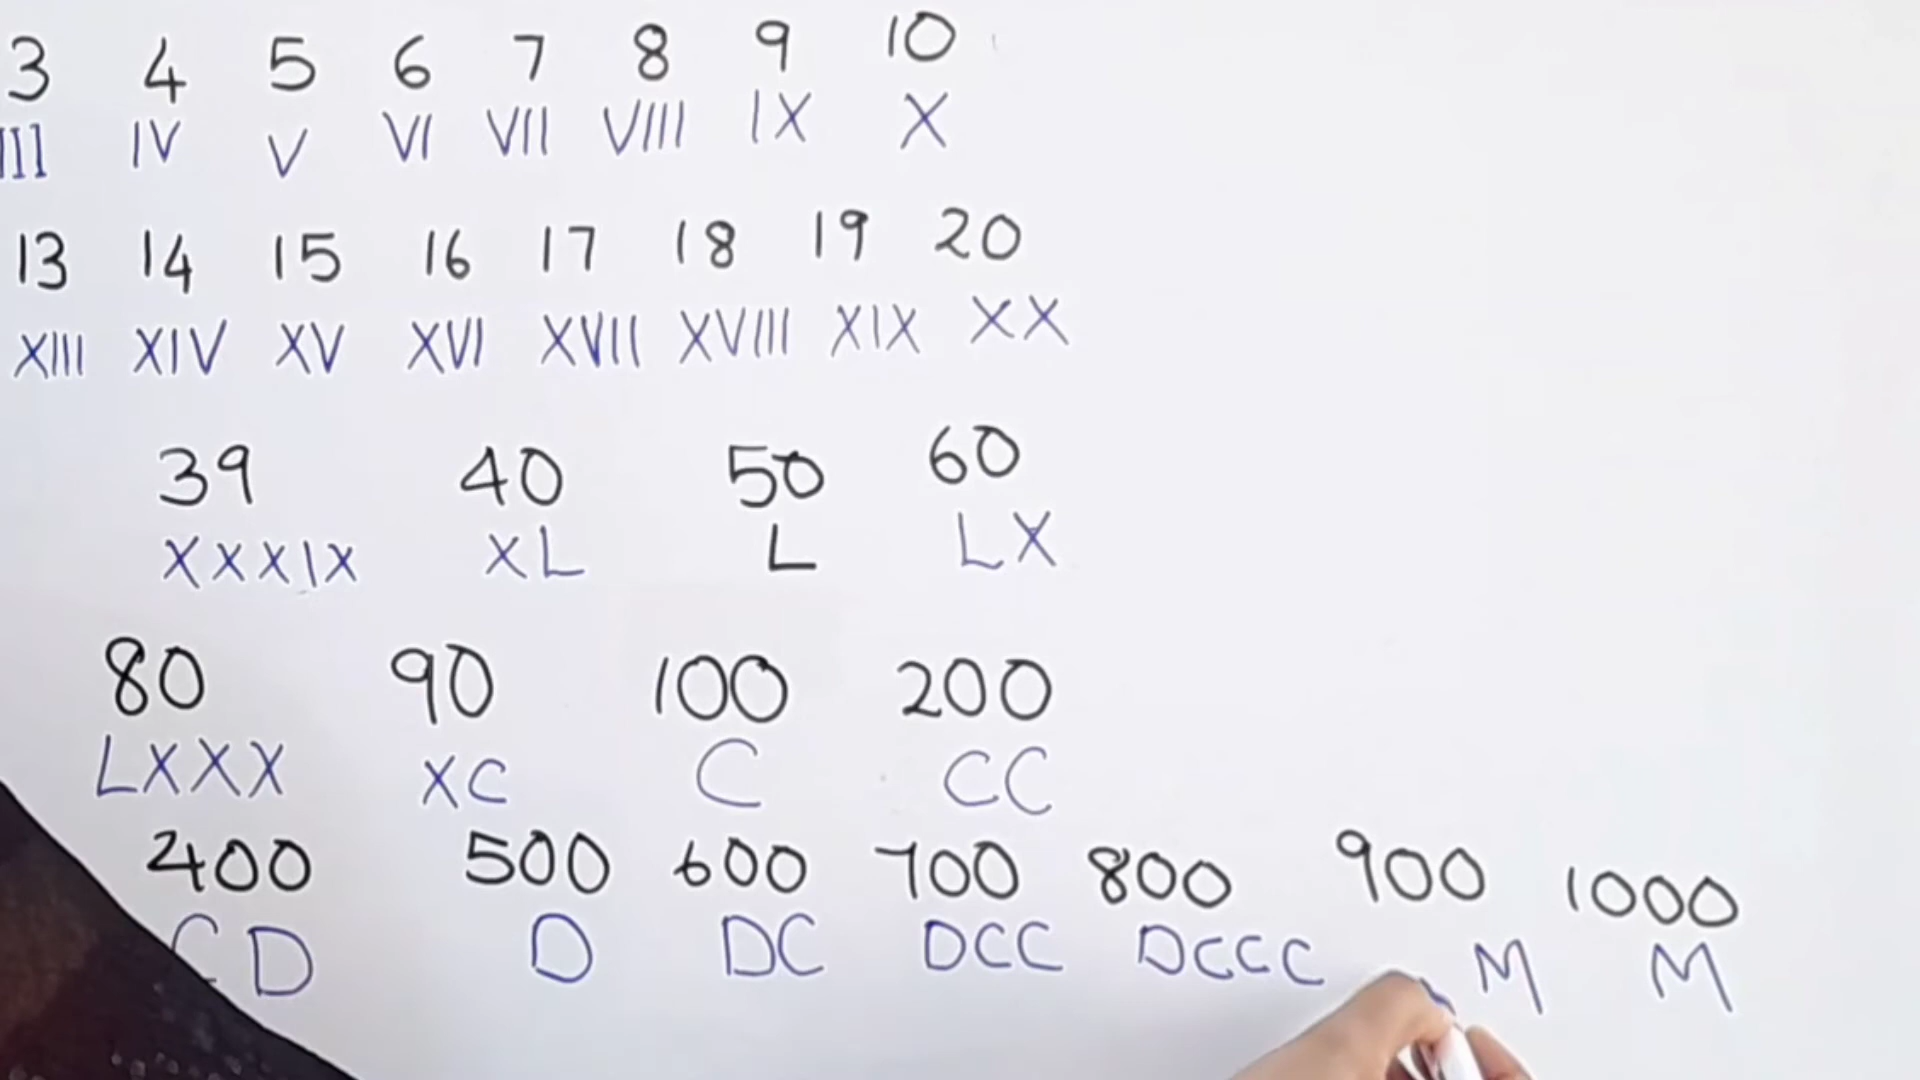 3 4 5 6 7 8 9 10
III IV V VI VII VIII IX X
13 14 15 16 17 18 19 20
XIII XIV XV XVI XVII XVIII XIX XX
39 40 50 60
XXXIX XL L LX
80 90 100 200
LXXX XC C CC
400 500 600 700 800 900 1000
CD D DC DCC DCCC M M